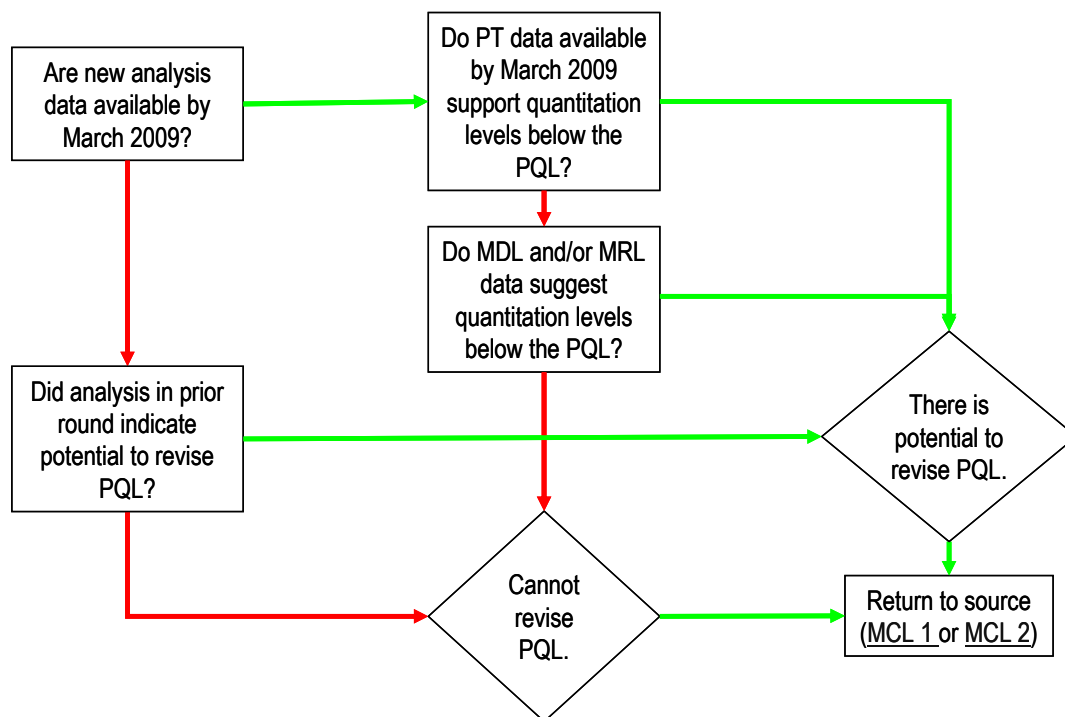 Are new analysis
data available by
March 2009?
Do PT data available
by March 2009
support quantitation
levels below the
PQL?
Do MDL and/or MRL
data suggest
quantitation levels
below the PQL?
Did analysis in prior
round indicate
potential to revise
PQL?
There is
potential to
revise PQL.
Cannot
revise
PQL.
Return to source
(MCL 1 or MCL 2)